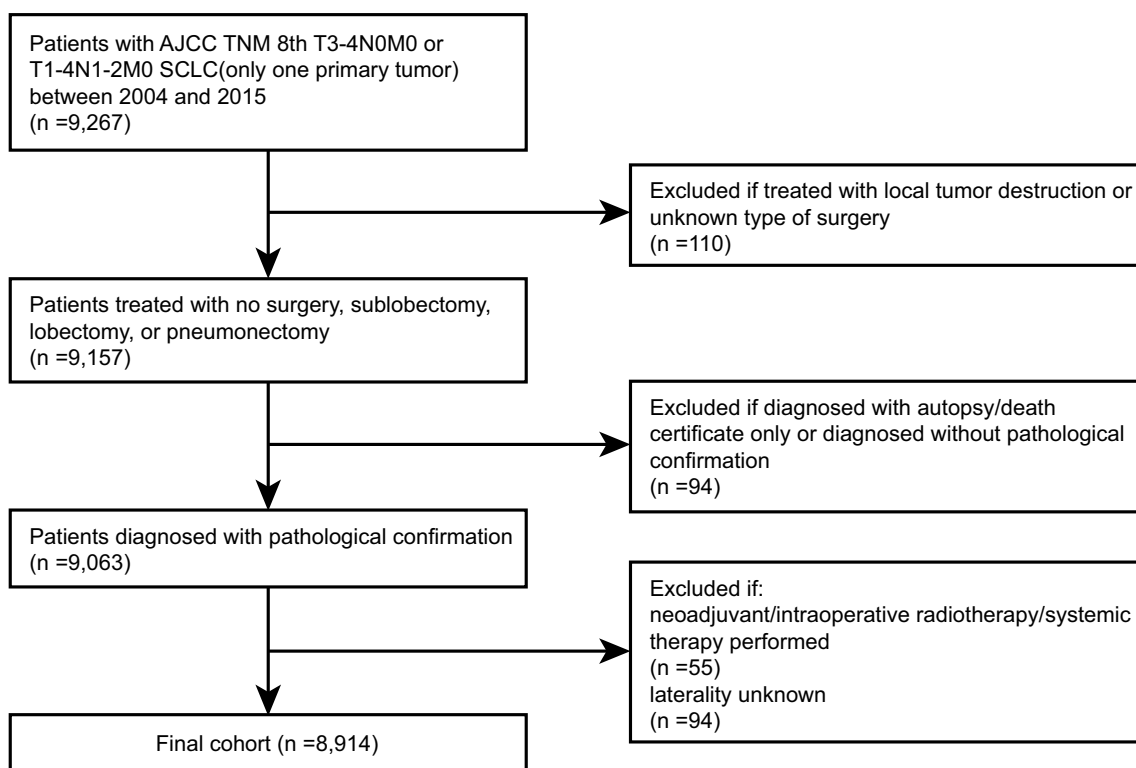 Patients with AJCC TNM 8th T3-4N0M0 or
T1-4N1-2M0 SCLC(only one primary tumor)
between 2004 and 2015
(n =9,267)
Excluded if treated with local tumor destruction or
unknown type of surgery
(n =110)
Patients treated with no surgery, sublobectomy,
lobectomy, or pneumonectomy
(n =9,157)
Excluded if diagnosed with autopsy/death
certificate only or diagnosed without pathological
confirmation
(n =94)
Patients diagnosed with pathological confirmation
(n =9,063)
Excluded if:
neoadjuvant/intraoperative radiotherapy/systemic
therapy performed
(n =55)
laterality unknown
(n =94)
Final cohort (n =8,914)